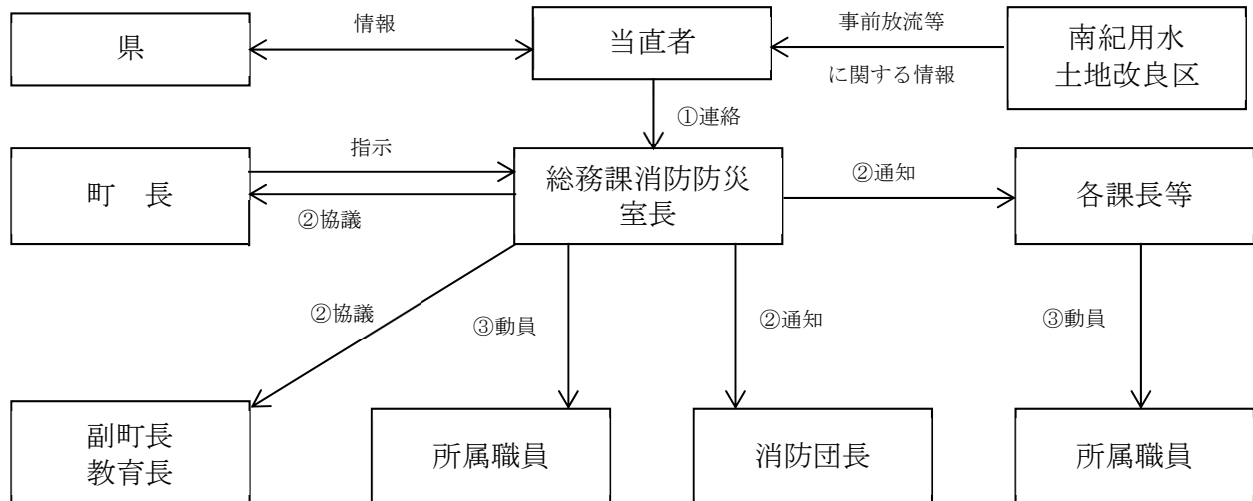 県
情報
当直者
事前放流等
に関する情報
南紀用水
土地改良区
①連絡
町　長
指示
②協議
総務課消防防災
室長
②通知
各課長等
②協議
③動員
②通知
③動員
副町長
教育長
所属職員
消防団長
所属職員